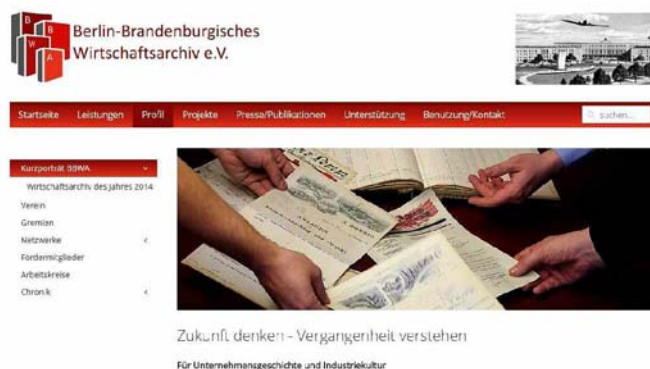 B
B
W
A
Berlin-Brandenburgisches
Wirtschaftsarchiv e.V.
Startseite Leistungen Profil Projekte Presse/Publikationen Unterstützung Benutzung/Kontakt suchen...
Kurzporträt BBWA
Wirtschaftsarchiv des Jahres 2014
Verein
Gremien
Netzwerke
Fördermitglieder
Arbeitskreise
Chronik
Zukunft denken - Vergangenheit verstehen
Für Unternehmensgeschichte und Industriekultur